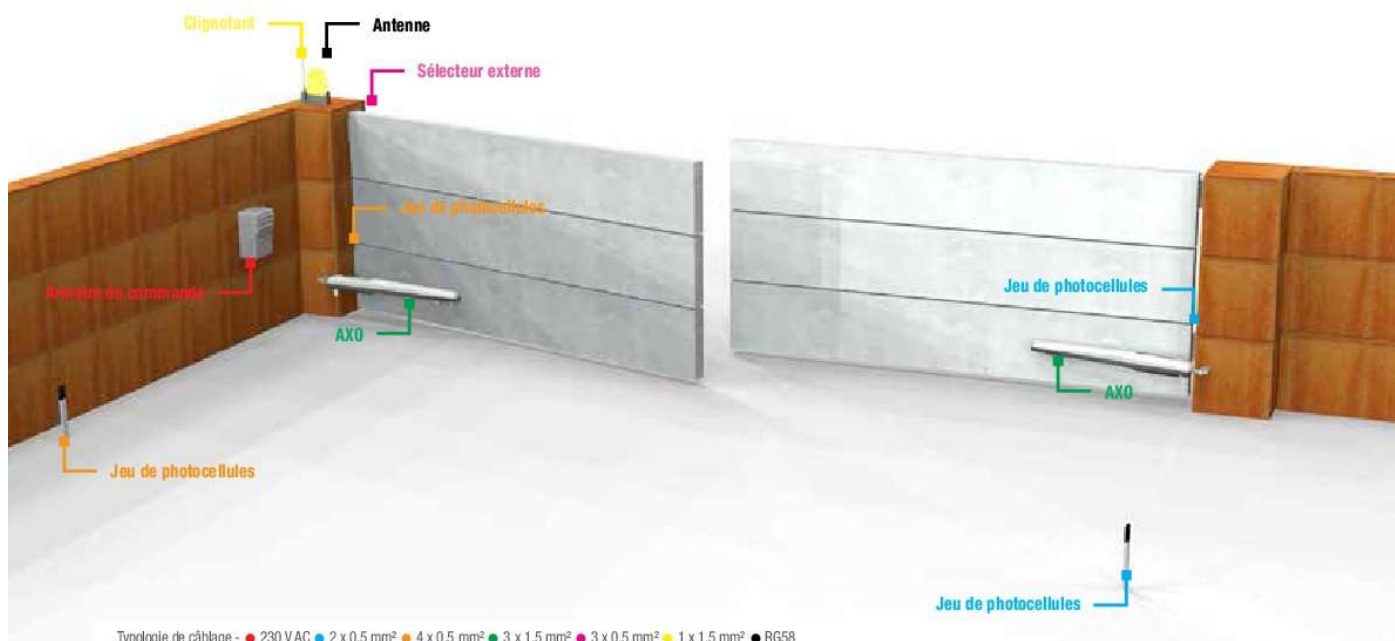 Clignotant
Antenne
Sélecteur externe
Jeu de photocellules
Armoire de commande
Jeu de photocellules
AXO
AXO
Jeu de photocellules
Jeu de photocellules
Typologie de câblage - 230 V AC 2 x 0.5 mm² 4 x 0.5 mm² 3 x 1.5 mm² 3 x 0.5 mm² 1 x 1.5 mm² RG58